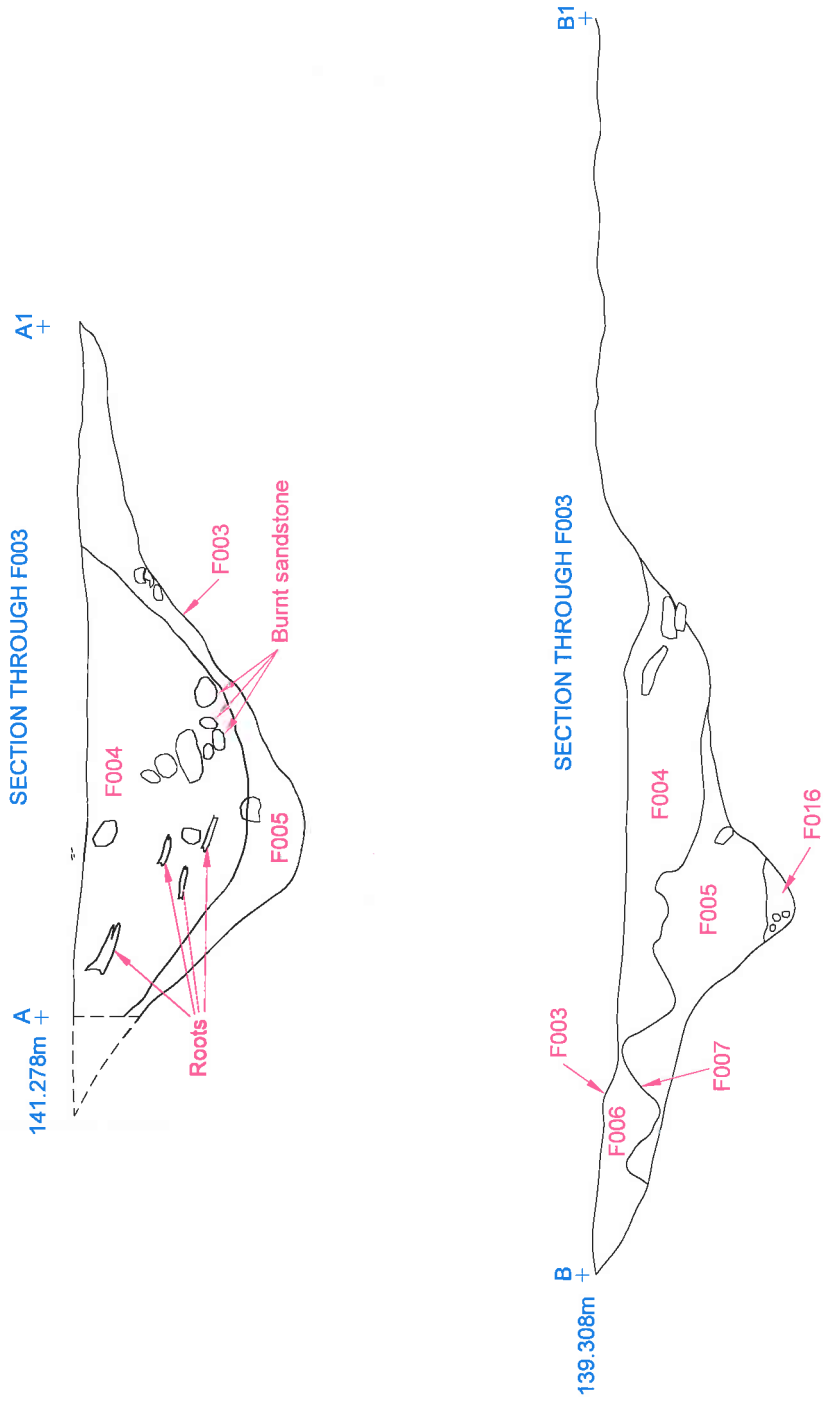 SECTION THROUGH F003
141.278m
A
A1
F004
F005
F003
Roots
Burnt sandstone
SECTION THROUGH F003
139.308m
B
B1
F003
F006
F007
F005
F004
F016